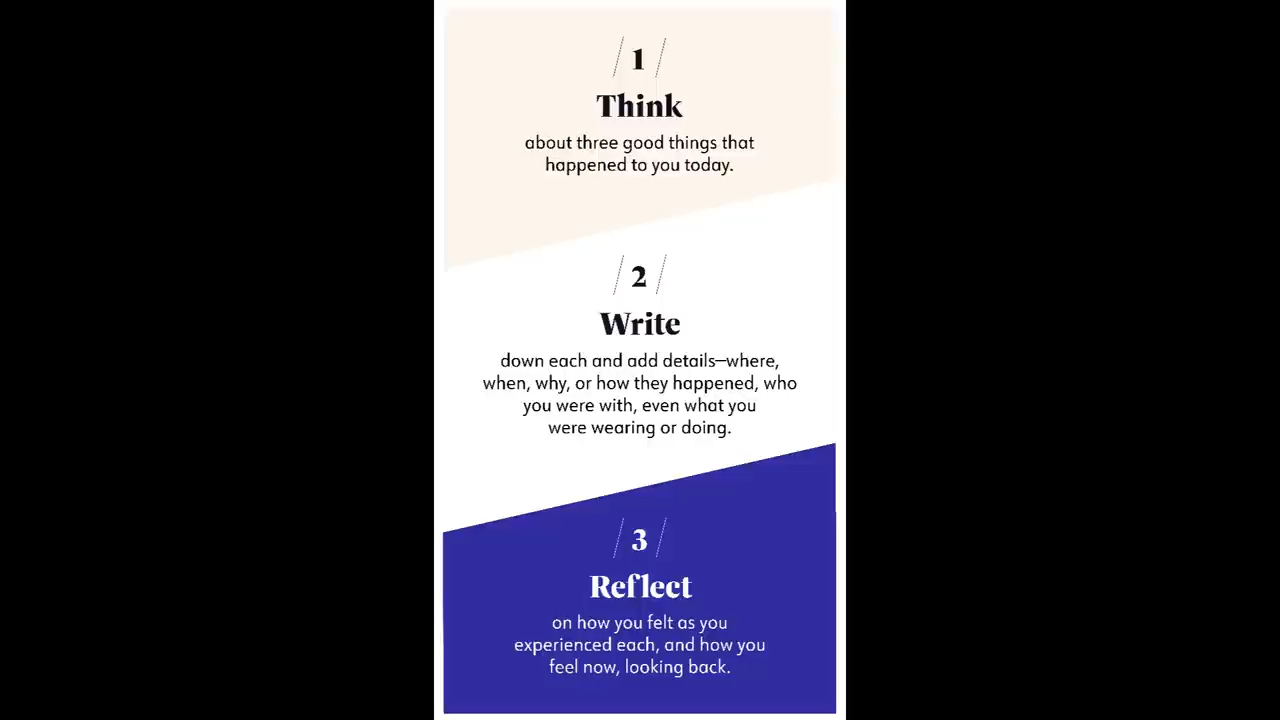 1
Think
about three good things that
happened to you today.
2
Write
down each and add details—where,
when, why, or how they happened, who
you were with, even what you
were wearing or doing.
3
Reflect
on how you felt as you
experienced each, and how you
feel now, looking back.